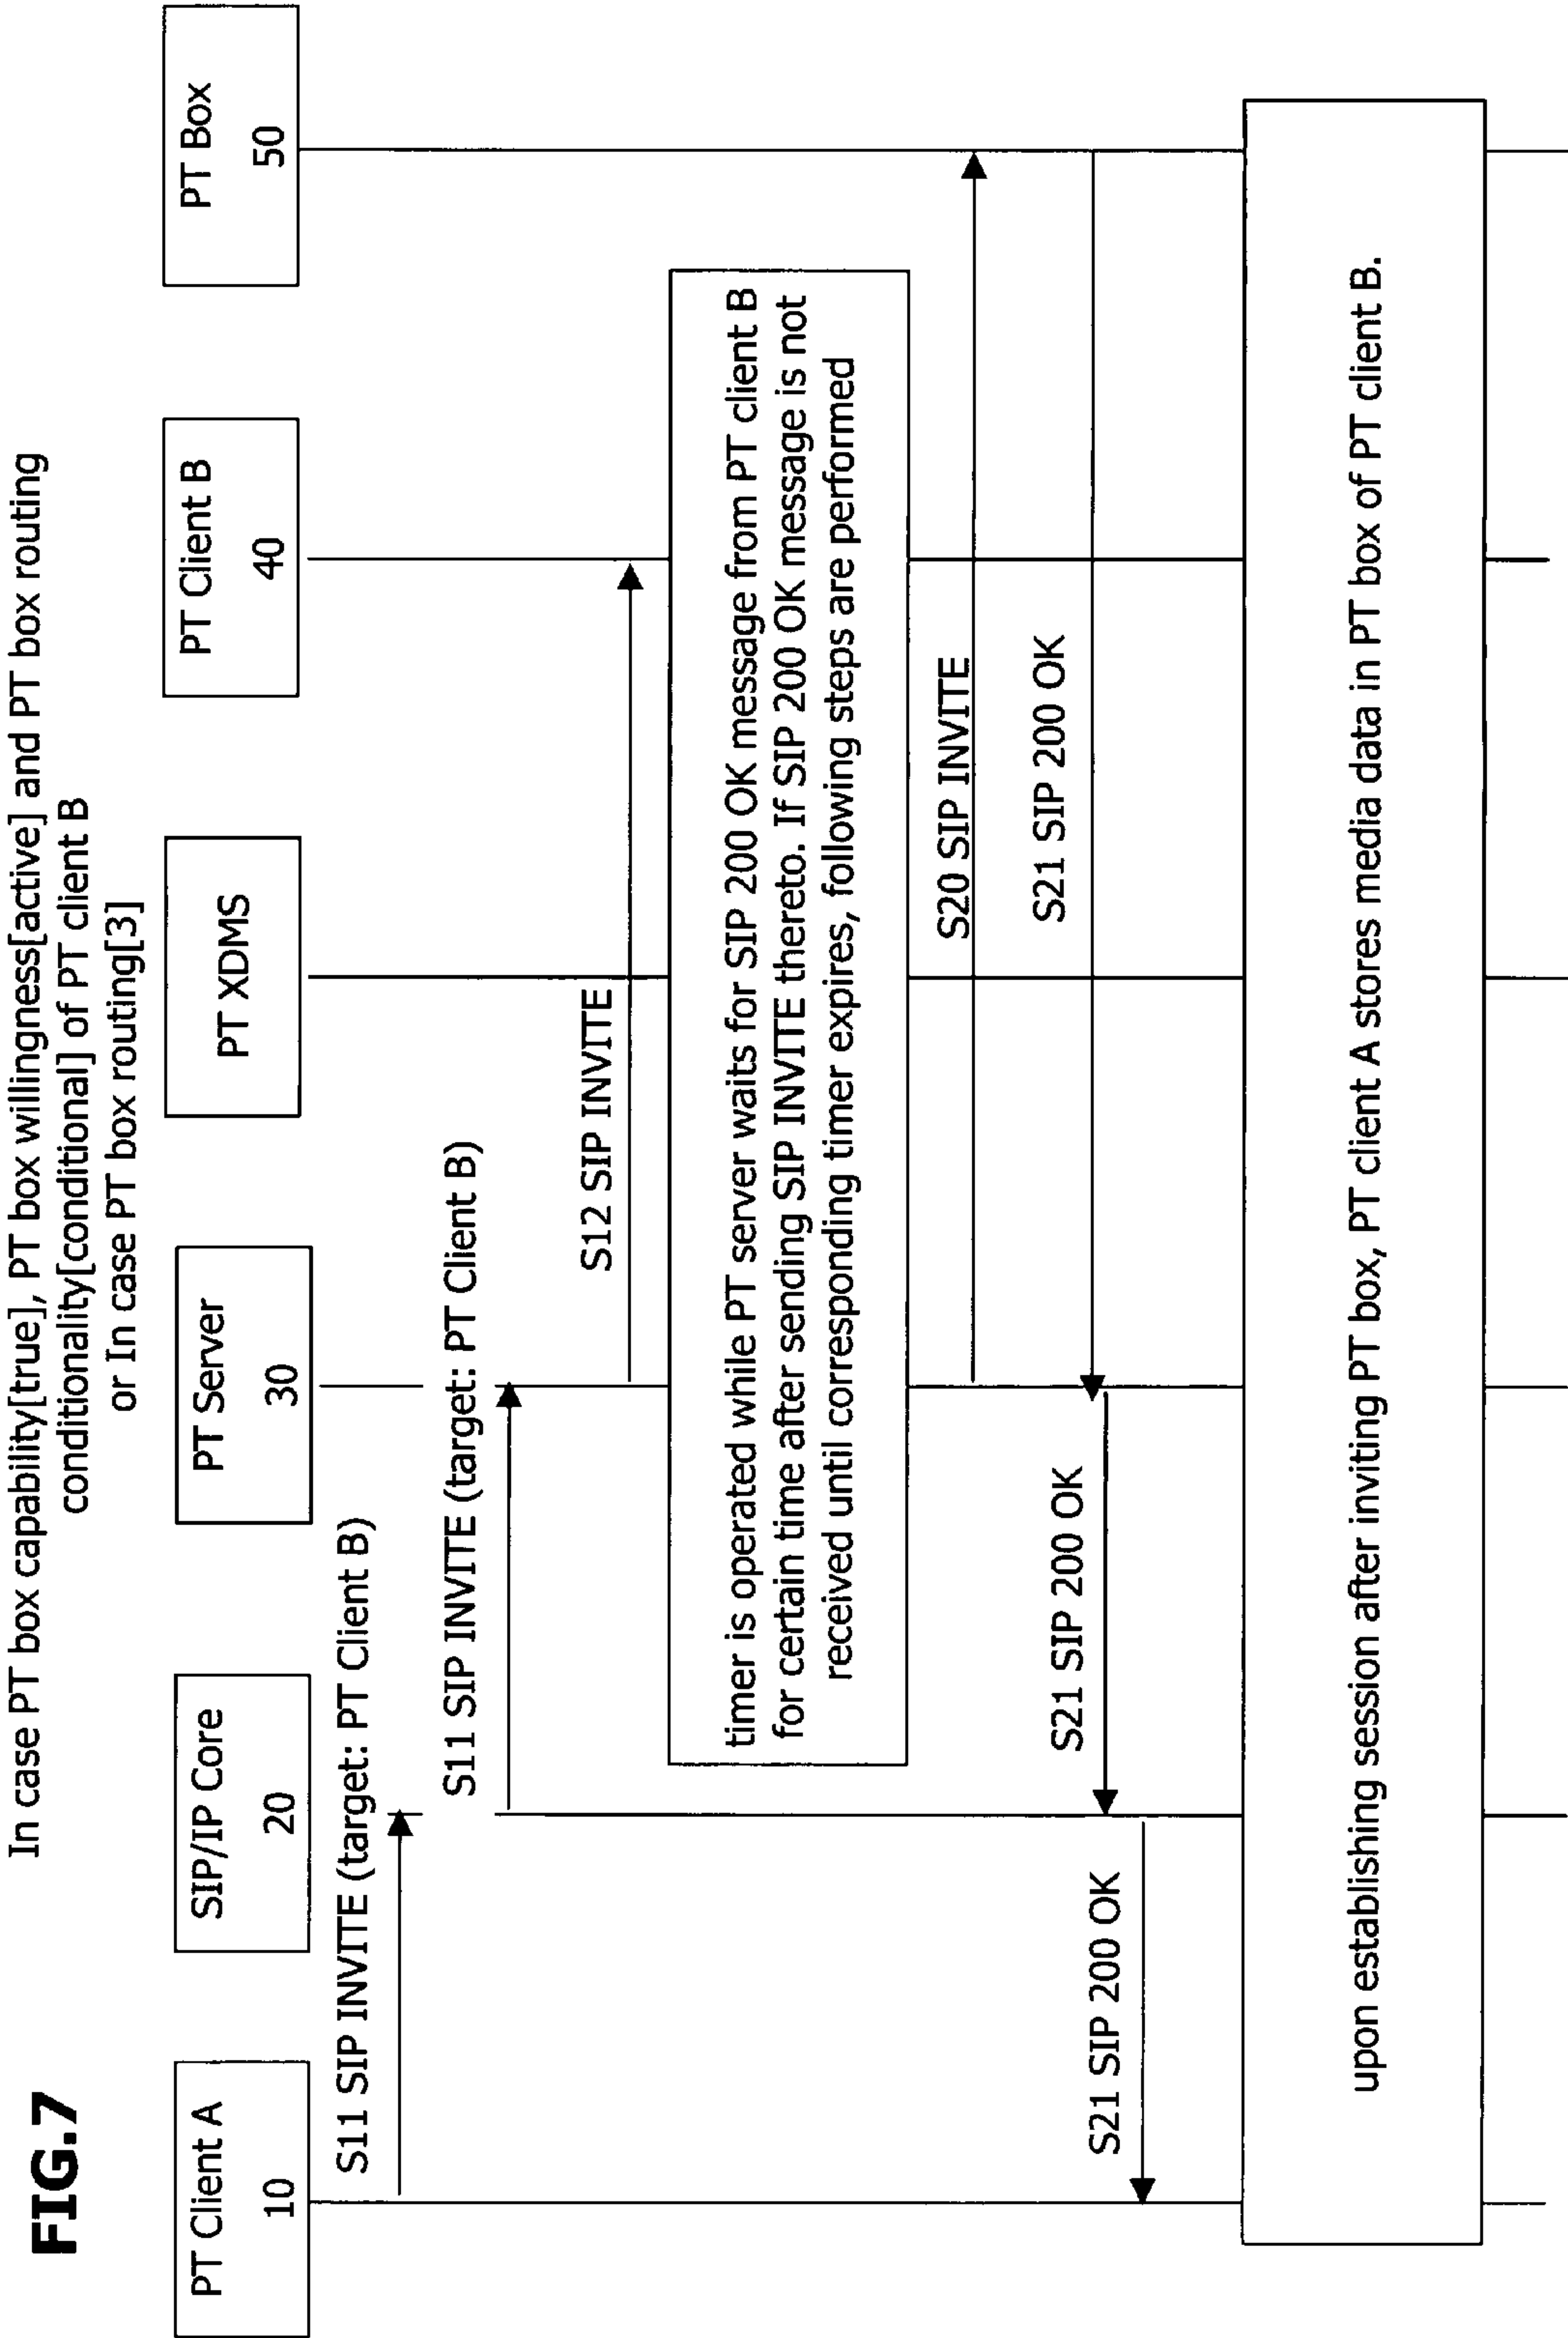 FIG.7
In case PT box capability[true], PT box willingness[active] and PT box routing
conditionality[conditional] of PT client B
or In case PT box routing[3]
PT Client A
10
SIP/IP Core
20
PT Server
30
PT XDMS
PT Client B
40
PT Box
50
S11 SIP INVITE (target: PT Client B)
S11 SIP INVITE (target: PT Client B)
S12 SIP INVITE
timer is operated while PT server waits for SIP 200 OK message from PT client B
for certain time after sending SIP INVITE thereto. If SIP 200 OK message is not
received until corresponding timer expires, following steps are performed
S20 SIP INVITE
S21 SIP 200 OK
S21 SIP 200 OK
S21 SIP 200 OK
upon establishing session after inviting PT box, PT client A stores media data in PT box of PT client B.